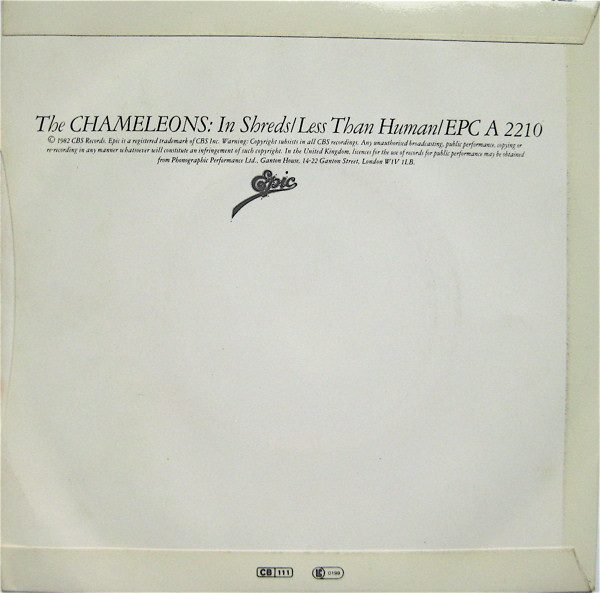 The CHAMELEONS: In Shreds/Less Than Human/EPC A 2210
© 1982 CBS Records. Epic is a registered trademark of CBS Inc. Warning: Copyright subsists in all CBS recordings. Any unauthorised broadcasting, public performance, copying or
re-recording in any manner whatsoever will constitute an infringement of such copyright. In the United Kingdom, licences for the use of records for public performance may be obtained
from Phonographic Performance Ltd., Ganton House, 14-22 Ganton Street, London W1V 1LB.
Epic
CB 111 LC 0199